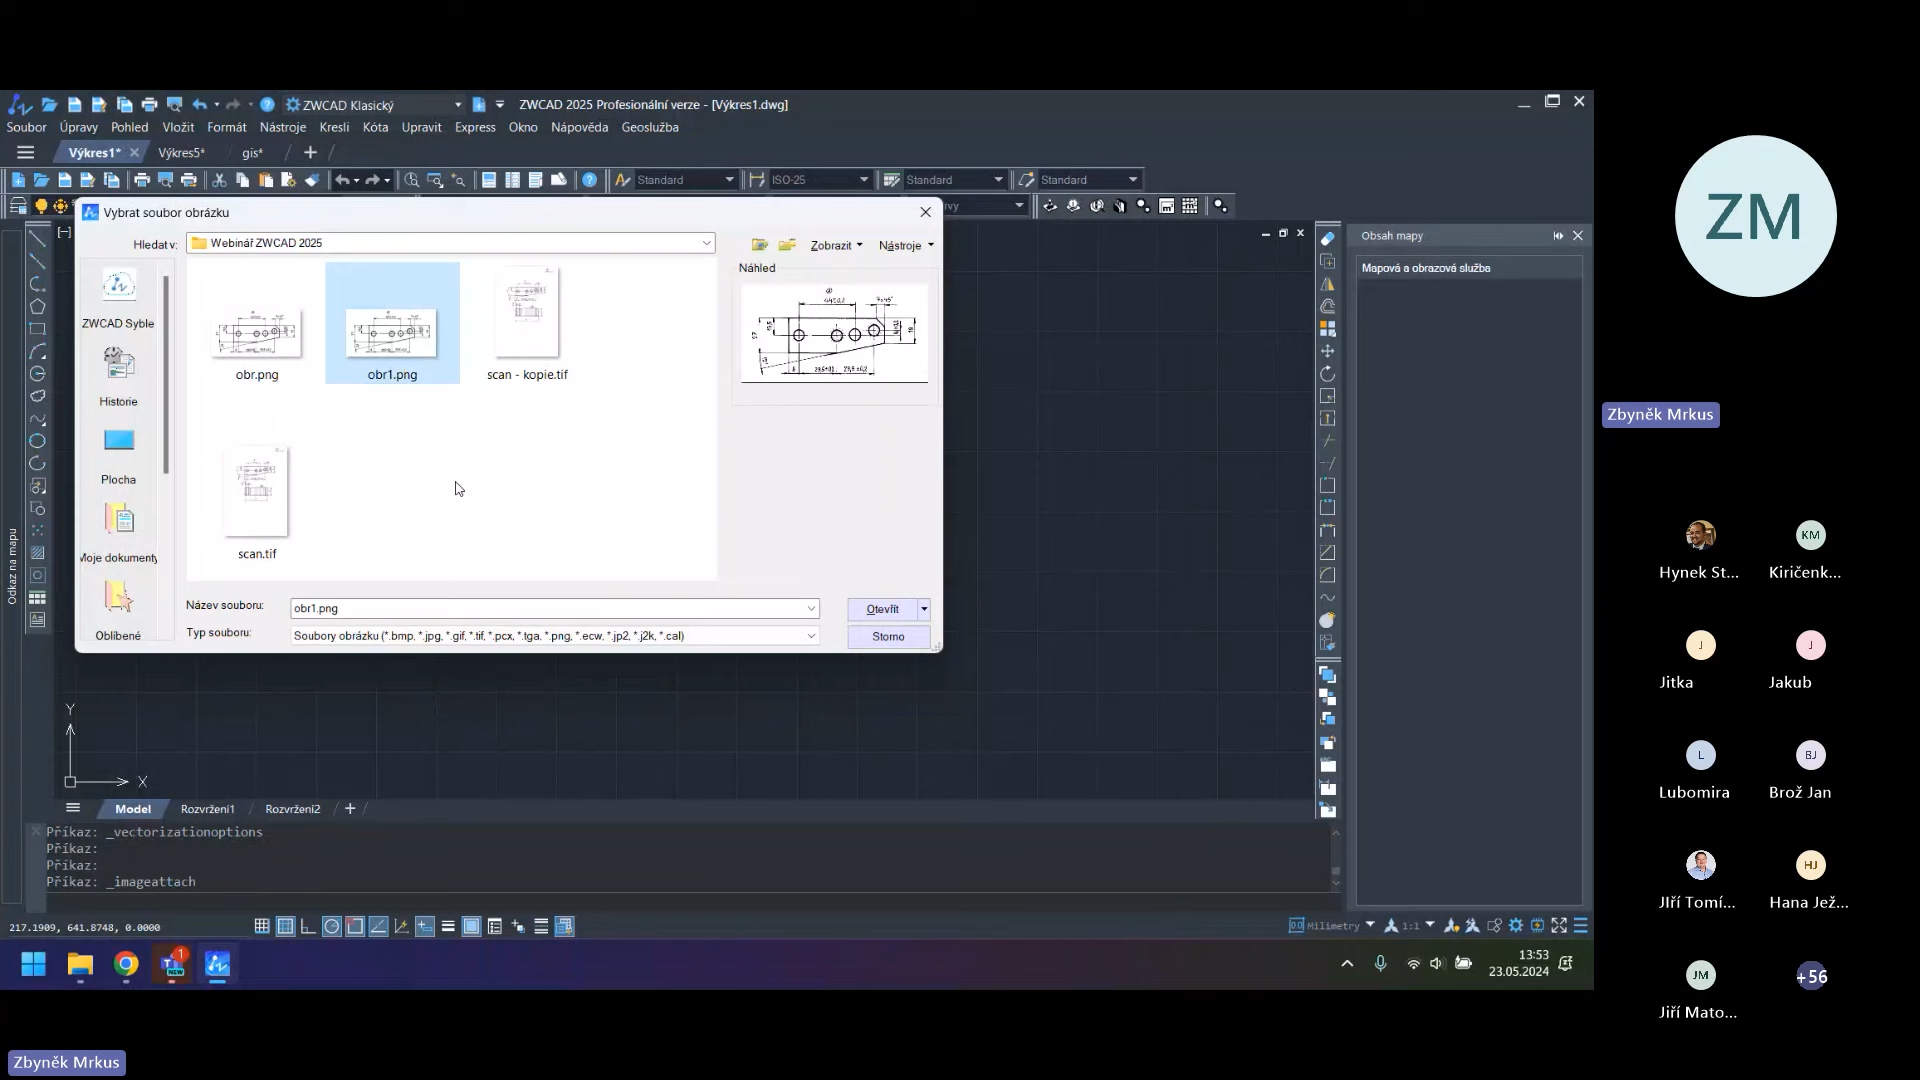 ZWCAD Klasický
ZWCAD 2025 Profesionální verze - [Výkres1.dwg]
Soubor Úpravy Pohled Vložit Formát Nástroje Kresli Kóta Upravit Express Okno Nápověda Geoslužba
Výkres1* Výkres5* gis*
Standard ISO-25 Standard Standard
Vybrat soubor obrázku
Hledat v: Webinář ZWCAD 2025
Zobrazit Nástroje
Náhled
ZWCAD Syble
Historie
Plocha
Moje dokumenty
Oblíbené
obr.png obr1.png scan - kopie.tif
scan.tif
Název souboru: obr1.png
Otevřít
Typ souboru: Soubory obrázku (*.bmp, *.jpg, *.gif, *.tif, *.pcx, *.tga, *.png, *.ecw, *.jp2, *.j2k, *.cal)
Storno
Odkaz na mapu
Obsah mapy
Mapová a obrazová služba
Y
X
Model Rozvržení1 Rozvržení2
Příkaz: _vectorizationoptions
Příkaz:
Příkaz:
Příkaz: _imageattach
217.1909, 641.8748, 0.0000
Milimetry 1:1
1
NEW
13:53
23.05.2024
ZM
Zbyněk Mrkus
Hynek St...
KM
Kiričenk...
J
Jitka
J
Jakub
L
Lubomira
BJ
Brož Jan
JIří Tomí...
HJ
Hana Jež...
JM
Jiří Mato...
+56
Zbyněk Mrkus